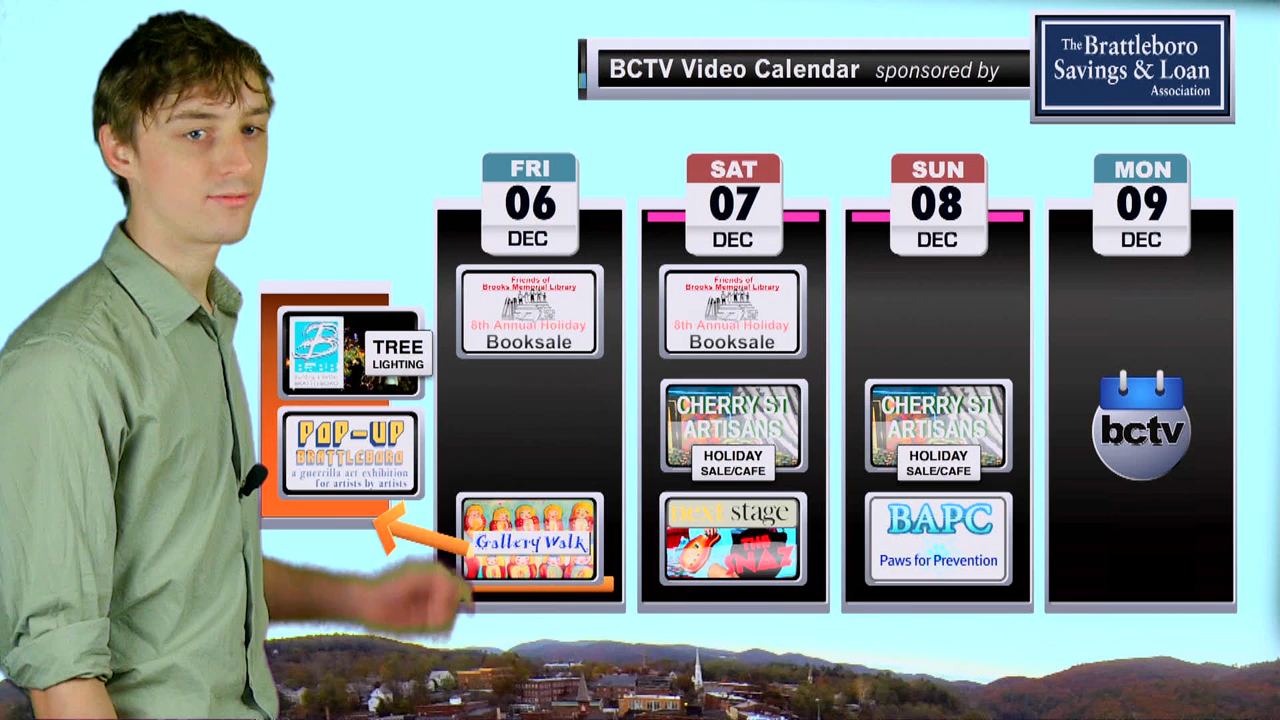 BCTV Video Calendar sponsored by
The Brattleboro
Savings & Loan
Association
FRI
06
DEC
SAT
07
DEC
SUN
08
DEC
MON
09
DEC
TREE
LIGHTING
POP-UP
BRATTLEBORO
a guerrilla art exhibition
for artists by artists
Friends of
Brooks Memorial Library
8th Annual Holiday
Booksale
Gallery Walk
Friends of
Brooks Memorial Library
8th Annual Holiday
Booksale
CHERRY ST
ARTISANS
HOLIDAY
SALE/CAFE
next stage
THE
SNAZ
CHERRY ST
ARTISANS
HOLIDAY
SALE/CAFE
BAPC
Paws for Prevention
bctv